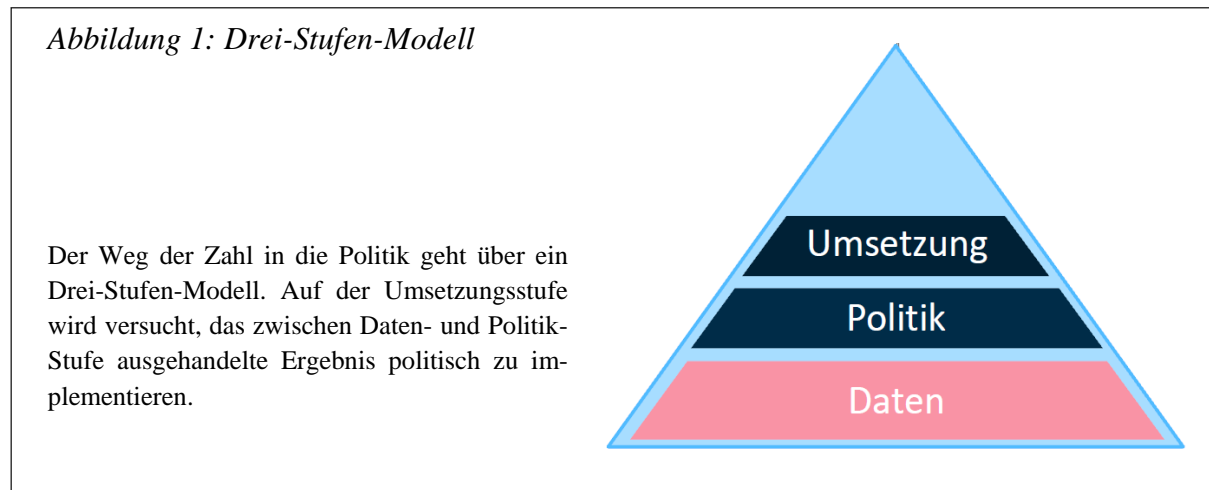 Abbildung 1: Drei-Stufen-Modell
Der Weg der Zahl in die Politik geht über ein
Drei-Stufen-Modell. Auf der Umsetzungsstufe
wird versucht, das zwischen Daten- und Politik-
Stufe ausgehandelte Ergebnis politisch zu im-
plementieren.
Umsetzung
Politik
Daten